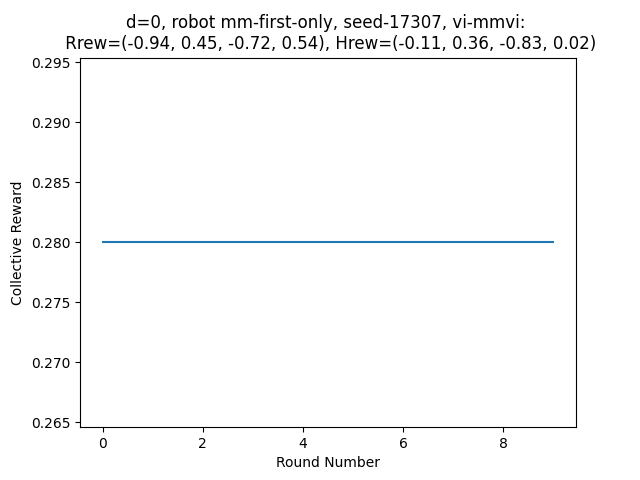 d=0, robot mm-first-only, seed-17307, vi-mmvi:
Rrew=(-0.94, 0.45, -0.72, 0.54), Hrew=(-0.11, 0.36, -0.83, 0.02)
0.295
0.290
0.285
0.280
0.275
0.270
0.265
Collective Reward
0 2 4 6 8
Round Number